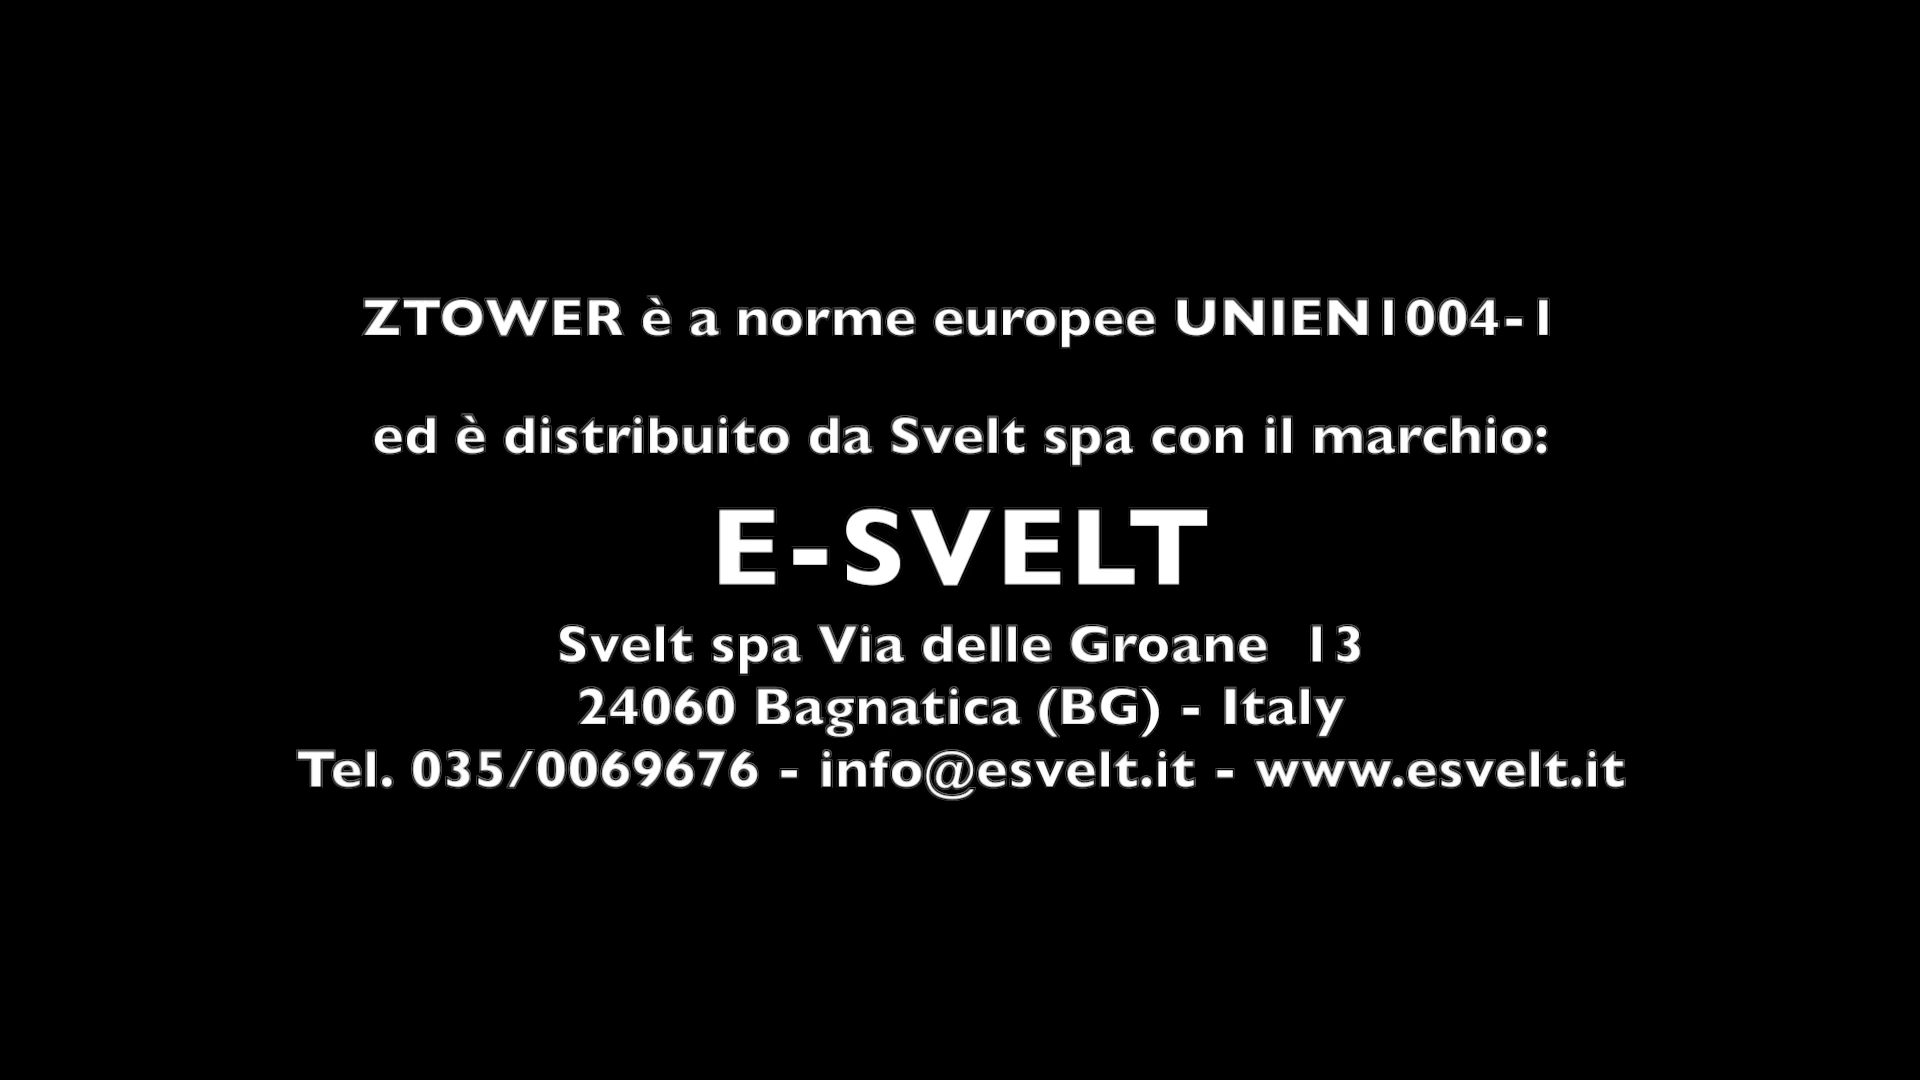 ZTOWER è a norme europee UNIEN1004-1
ed è distribuito da Svelt spa con il marchio:
E-SVELT
Svelt spa Via delle Groane  13
24060 Bagnatica (BG) - Italy
Tel. 035/0069676 - info@esvelt.it - www.esvelt.it